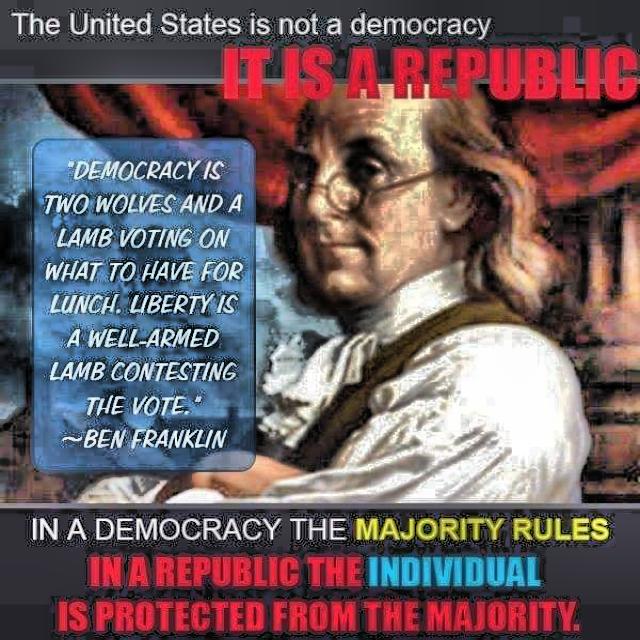 The United States is not a democracy
IT IS A REPUBLIC
"DEMOCRACY IS
TWO WOLVES AND A
LAMB VOTING ON
WHAT TO HAVE FOR
LUNCH. LIBERTY IS
A WELL-ARMED
LAMB CONTESTING
THE VOTE."
~BEN FRANKLIN
IN A DEMOCRACY THE MAJORITY RULES
IN A REPUBLIC THE INDIVIDUAL
IS PROTECTED FROM THE MAJORITY.